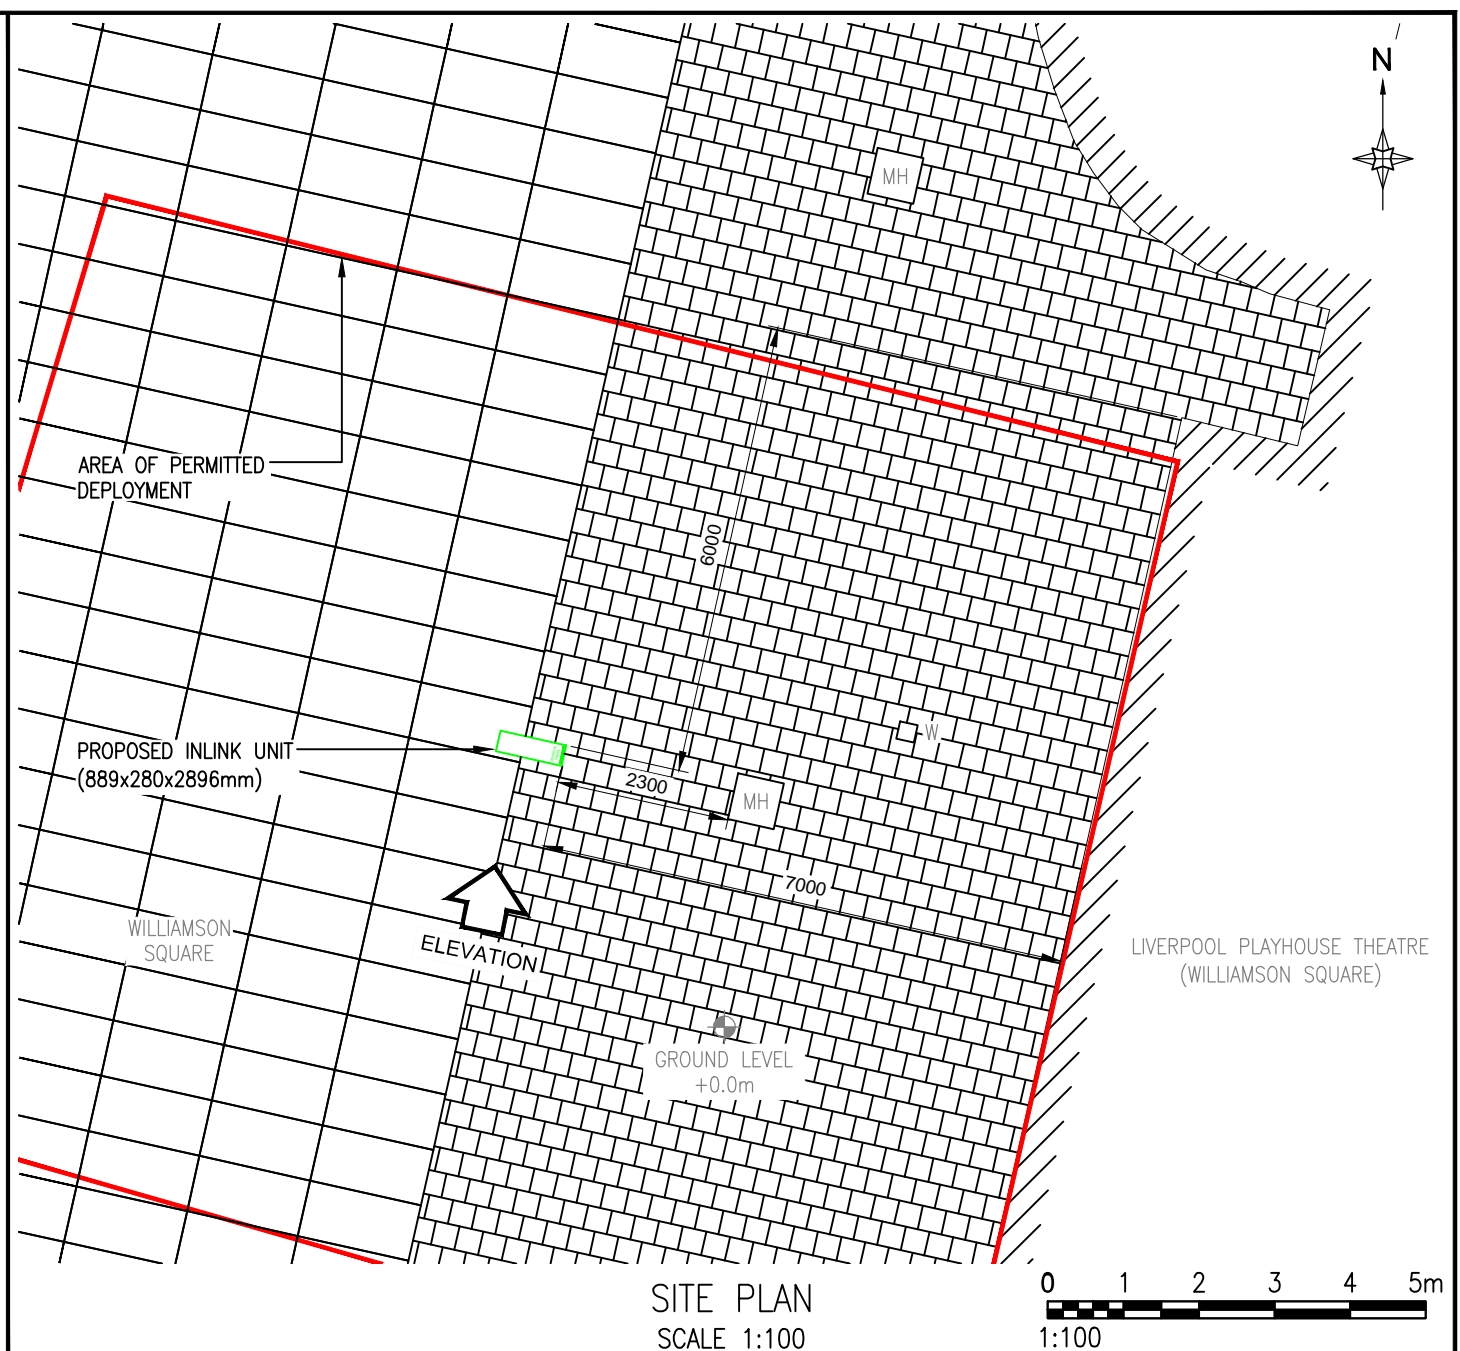 N
MH
AREA OF PERMITTED
DEPLOYMENT
6000
W
PROPOSED INLINK UNIT
(889x280x2896mm)
2300
MH
7000
ELEVATION
WILLIAMSON
SQUARE
LIVERPOOL PLAYHOUSE THEATRE
(WILLIAMSON SQUARE)
GROUND LEVEL
+0.0m
SITE PLAN
SCALE 1:100
0 1 2 3 4 5m
1:100